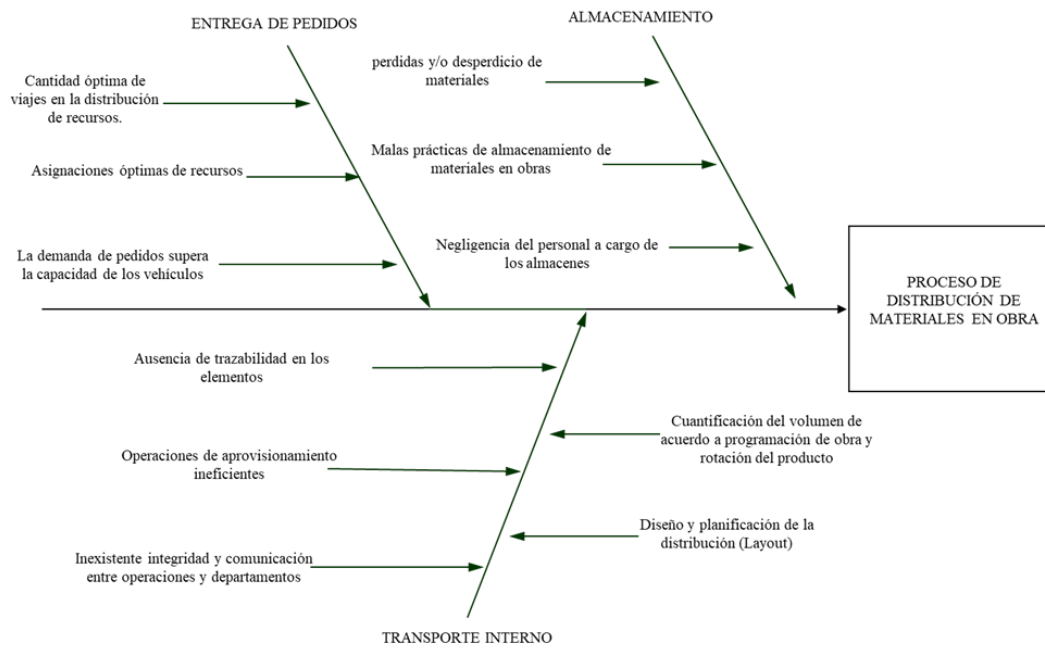 ENTREGA DE PEDIDOS
ALMACENAMIENTO
Cantidad óptima de
viajes en la distribución
de recursos.
Asignaciones óptimas de recursos
La demanda de pedidos supera
la capacidad de los vehículos
perdidas y/o desperdicio de
materiales
Malas prácticas de almacenamiento de
materiales en obras
Negligencia del personal a cargo de
los almacenes
PROCESO DE
DISTRIBUCIÓN DE
MATERIALES EN OBRA
Ausencia de trazabilidad en los
elementos
Operaciones de aprovisionamiento
ineficientes
Inexistente integridad y comunicación
entre operaciones y departamentos
Cuantificación del volumen de
acuerdo a programación de obra y
rotación del producto
Diseño y planificación de la
distribución (Layout)
TRANSPORTE INTERNO